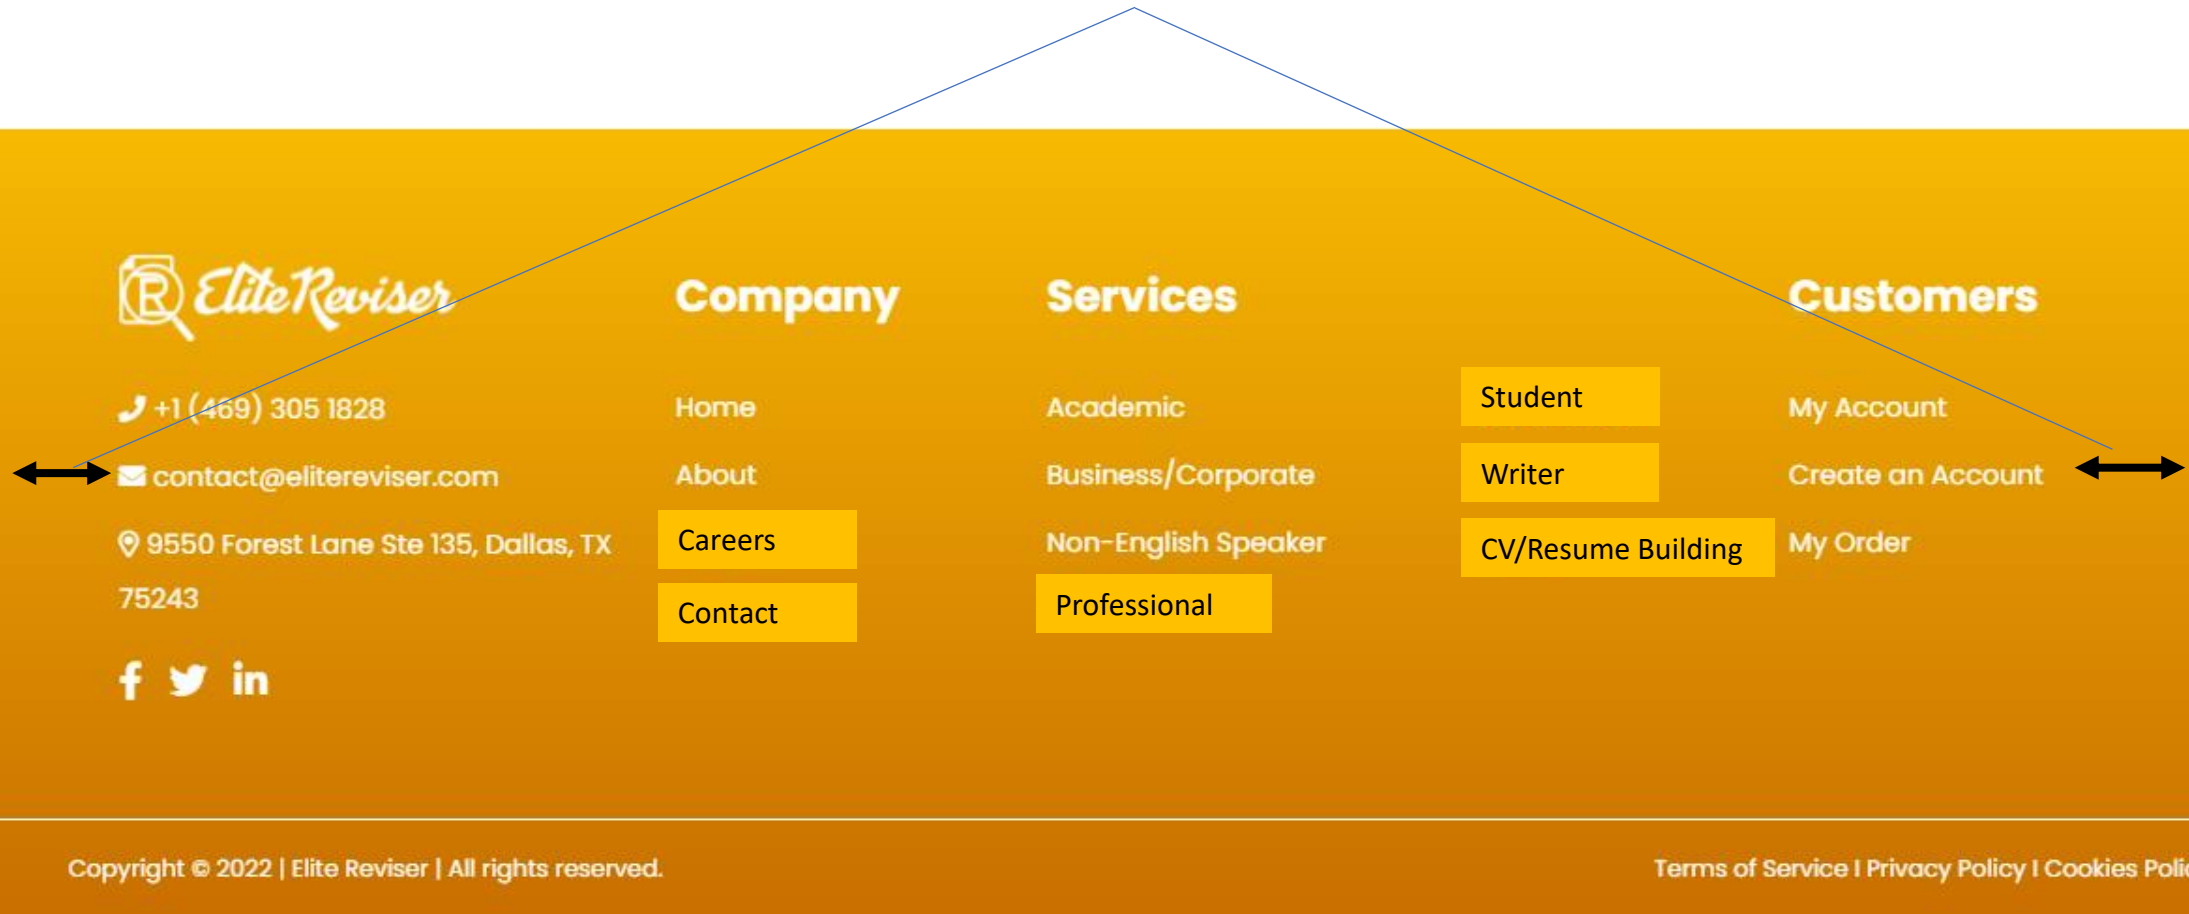 Elite Reviser
+1 (469) 305 1828
contact@elitereviser.com
9550 Forest Lane Ste 135, Dallas, TX
75243
Company
Home
About
Careers
Contact
Services
Academic
Business/Corporate
Non-English Speaker
Professional
Student
Writer
CV/Resume Building
Customers
My Account
Create an Account
My Order
Copyright © 2022 | Elite Reviser | All rights reserved.
Terms of Service I Privacy Policy I Cookies Polic